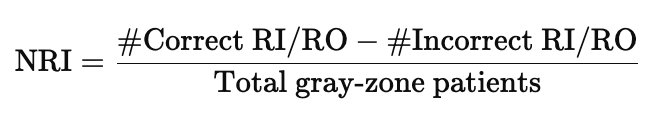 NRI = #Correct RI/RO − #Incorrect RI/RO
Total gray-zone patients